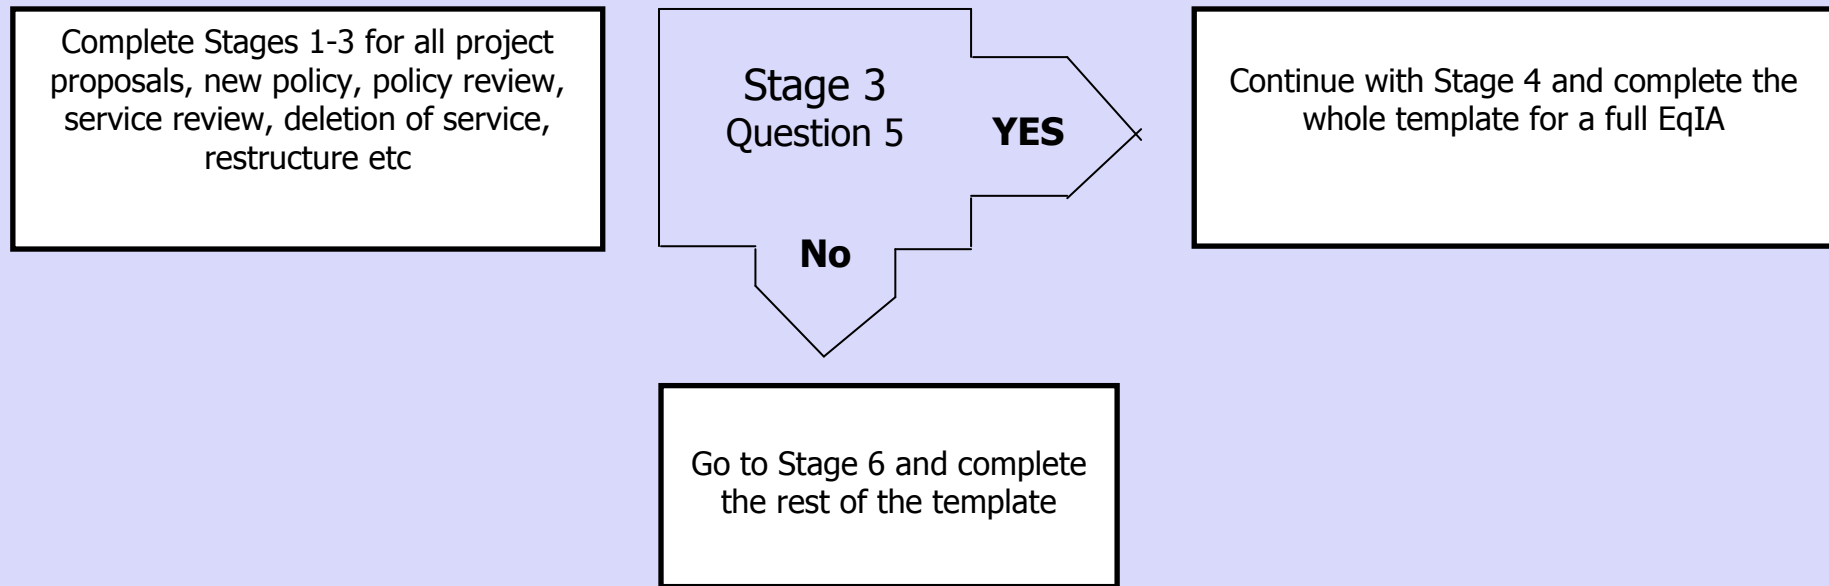 Complete Stages 1-3 for all project
proposals, new policy, policy review,
service review, deletion of service,
restructure etc
Stage 3
Question 5
YES
No
Continue with Stage 4 and complete the
whole template for a full EqIA
Go to Stage 6 and complete
the rest of the template